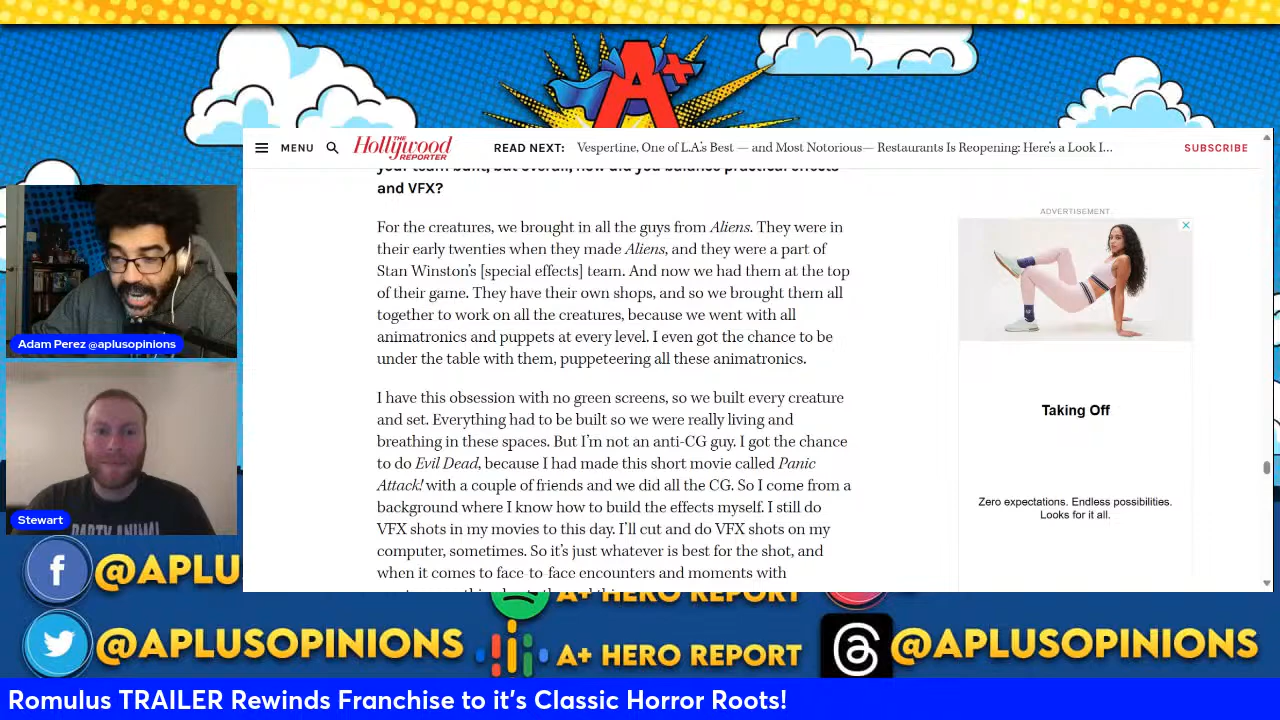 A+
MENU
THE
Hollywood
REPORTER
READ NEXT:
Vespertine, One of L.A.'s Best — and Most Notorious— Restaurants Is Reopening: Here's a Look I...
SUBSCRIBE
and VFX?
For the creatures, we brought in all the guys from Aliens. They were in
their early twenties when they made Aliens, and they were a part of
Stan Winston's [special effects] team. And now we had them at the top
of their game. They have their own shops, and so we brought them all
together to work on all the creatures, because we went with all
animatronics and puppets at every level. I even got the chance to be
under the table with them, puppeteering all these animatronics.
I have this obsession with no green screens, so we built every creature
and set. Everything had to be built so we were really living and
breathing in these spaces. But I'm not an anti-CG guy. I got the chance
to do Evil Dead, because I had made this short movie called Panic
Attack! with a couple of friends and we did all the CG. So I come from a
background where I know how to build the effects myself. I still do
VFX shots in my movies to this day. I'll cut and do VFX shots on my
computer, sometimes. So it's just whatever is best for the shot, and
when it comes to face-to-face encounters and moments with
ADVERTISEMENT
Taking Off
Zero expectations. Endless possibilities.
Looks for it all.
Adam Perez @aplusopinions
Stewart
PARTY ANIMAL
f
@APLU
A+ HERO REPORT
@APLUSOPINIONS
A+ HERO REPORT
@APLUSOPINIONS
Romulus TRAILER Rewinds Franchise to it's Classic Horror Roots!